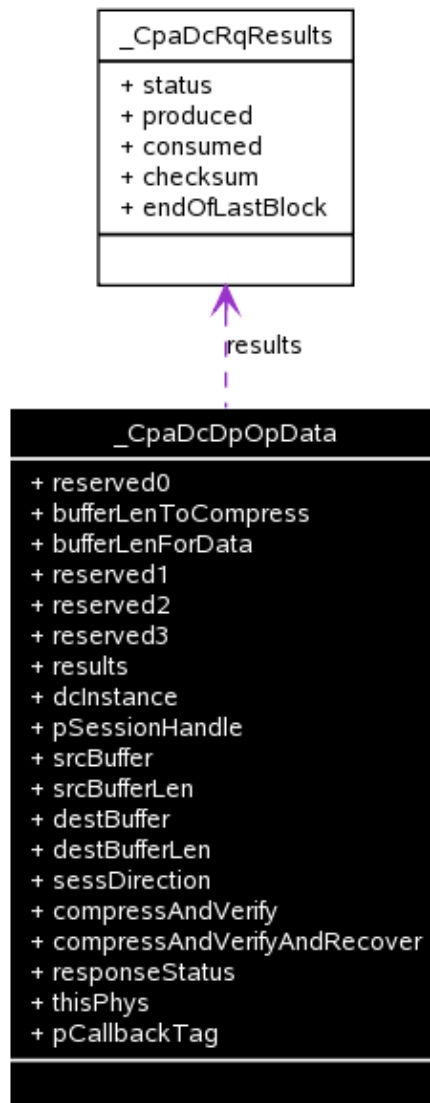 _CpaDcRqResults
+ status
+ produced
+ consumed
+ checksum
+ endOfLastBlock
results
_CpaDcDpOpData
+ reserved0
+ bufferLenToCompress
+ bufferLenForData
+ reserved1
+ reserved2
+ reserved3
+ results
+ dcInstance
+ pSessionHandle
+ srcBuffer
+ srcBufferLen
+ destBuffer
+ destBufferLen
+ sessDirection
+ compressAndVerify
+ compressAndVerifyAndRecover
+ responseStatus
+ thisPhys
+ pCallbackTag